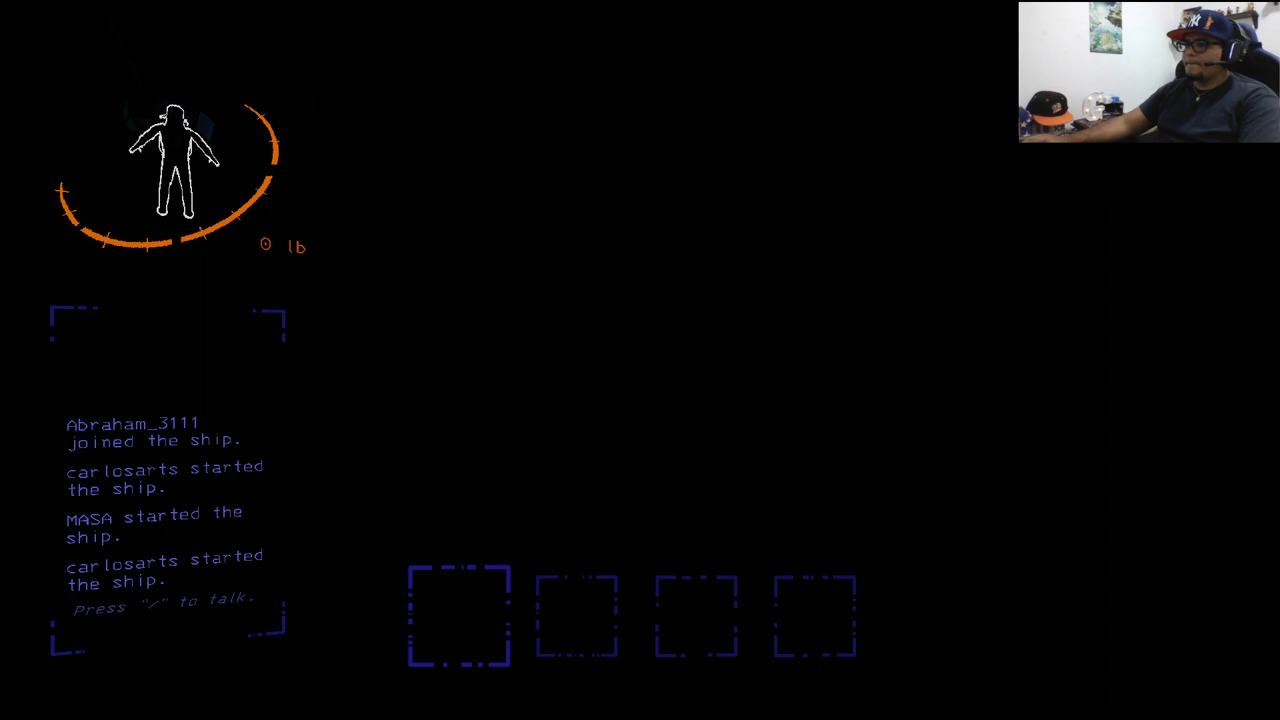 NY
0 lb
Abraham_3111
joined the ship.
carlosarts started
the ship.
MASA started the
ship.
carlosarts started
the ship.
Press "/" to talk.